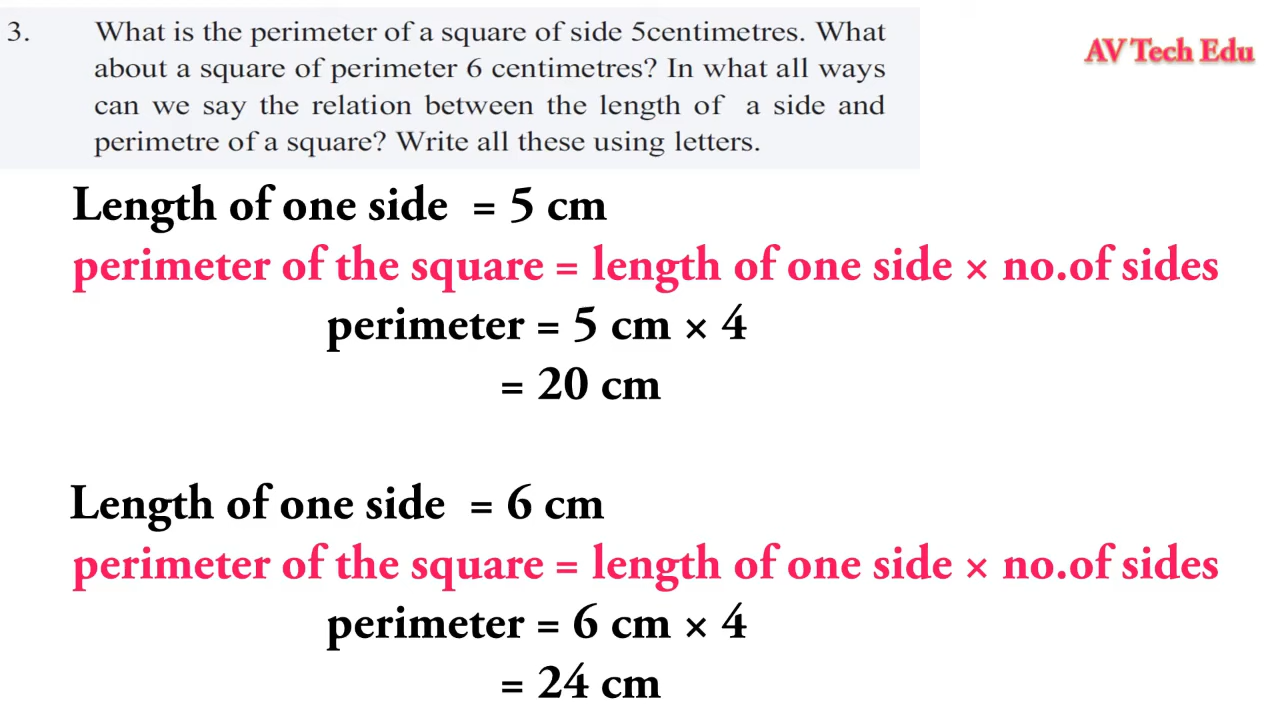 3. What is the perimeter of a square of side 5centimetres. What
about a square of perimeter 6 centimetres? In what all ways
can we say the relation between the length of a side and
perimetre of a square? Write all these using letters.
AV Tech Edu
Length of one side = 5 cm
perimeter of the square = length of one side × no.of sides
perimeter = 5 cm × 4
= 20 cm
Length of one side = 6 cm
perimeter of the square = length of one side × no.of sides
perimeter = 6 cm × 4
= 24 cm